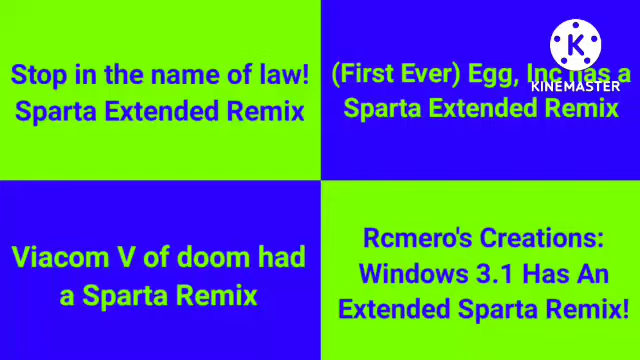 Stop in the name of law!
Sparta Extended Remix
(First Ever) Egg, Inc has a
Sparta Extended Remix
KINEMASTER
Viacom V of doom had
a Sparta Remix
Rcmero's Creations:
Windows 3.1 Has An
Extended Sparta Remix!